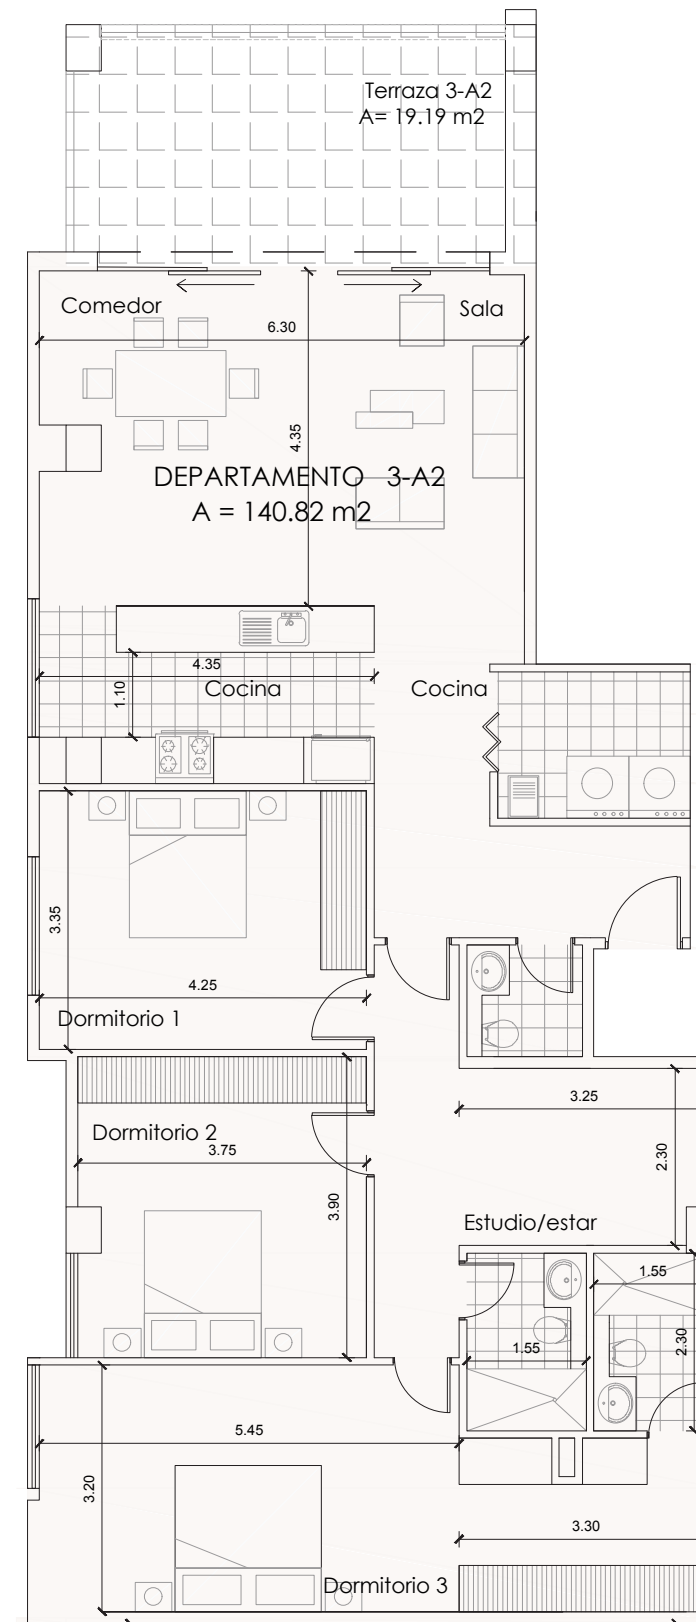 Terraza 3-A2
A= 19.19 m2
Comedor
Sala
6.30
4.35
DEPARTAMENTO 3-A2
A = 140.82 m2
4.35
1.10
Cocina
Cocina
3.35
4.25
Dormitorio 1
3.25
Dormitorio 2
3.75
2.30
3.90
Estudio/estar
1.55
1.55
2.30
5.45
3.20
3.30
Dormitorio 3